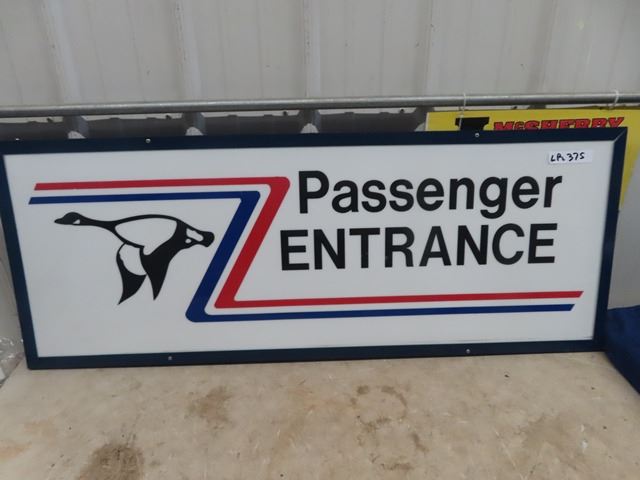 McSHERRY
LR 375
Passenger
ENTRANCE